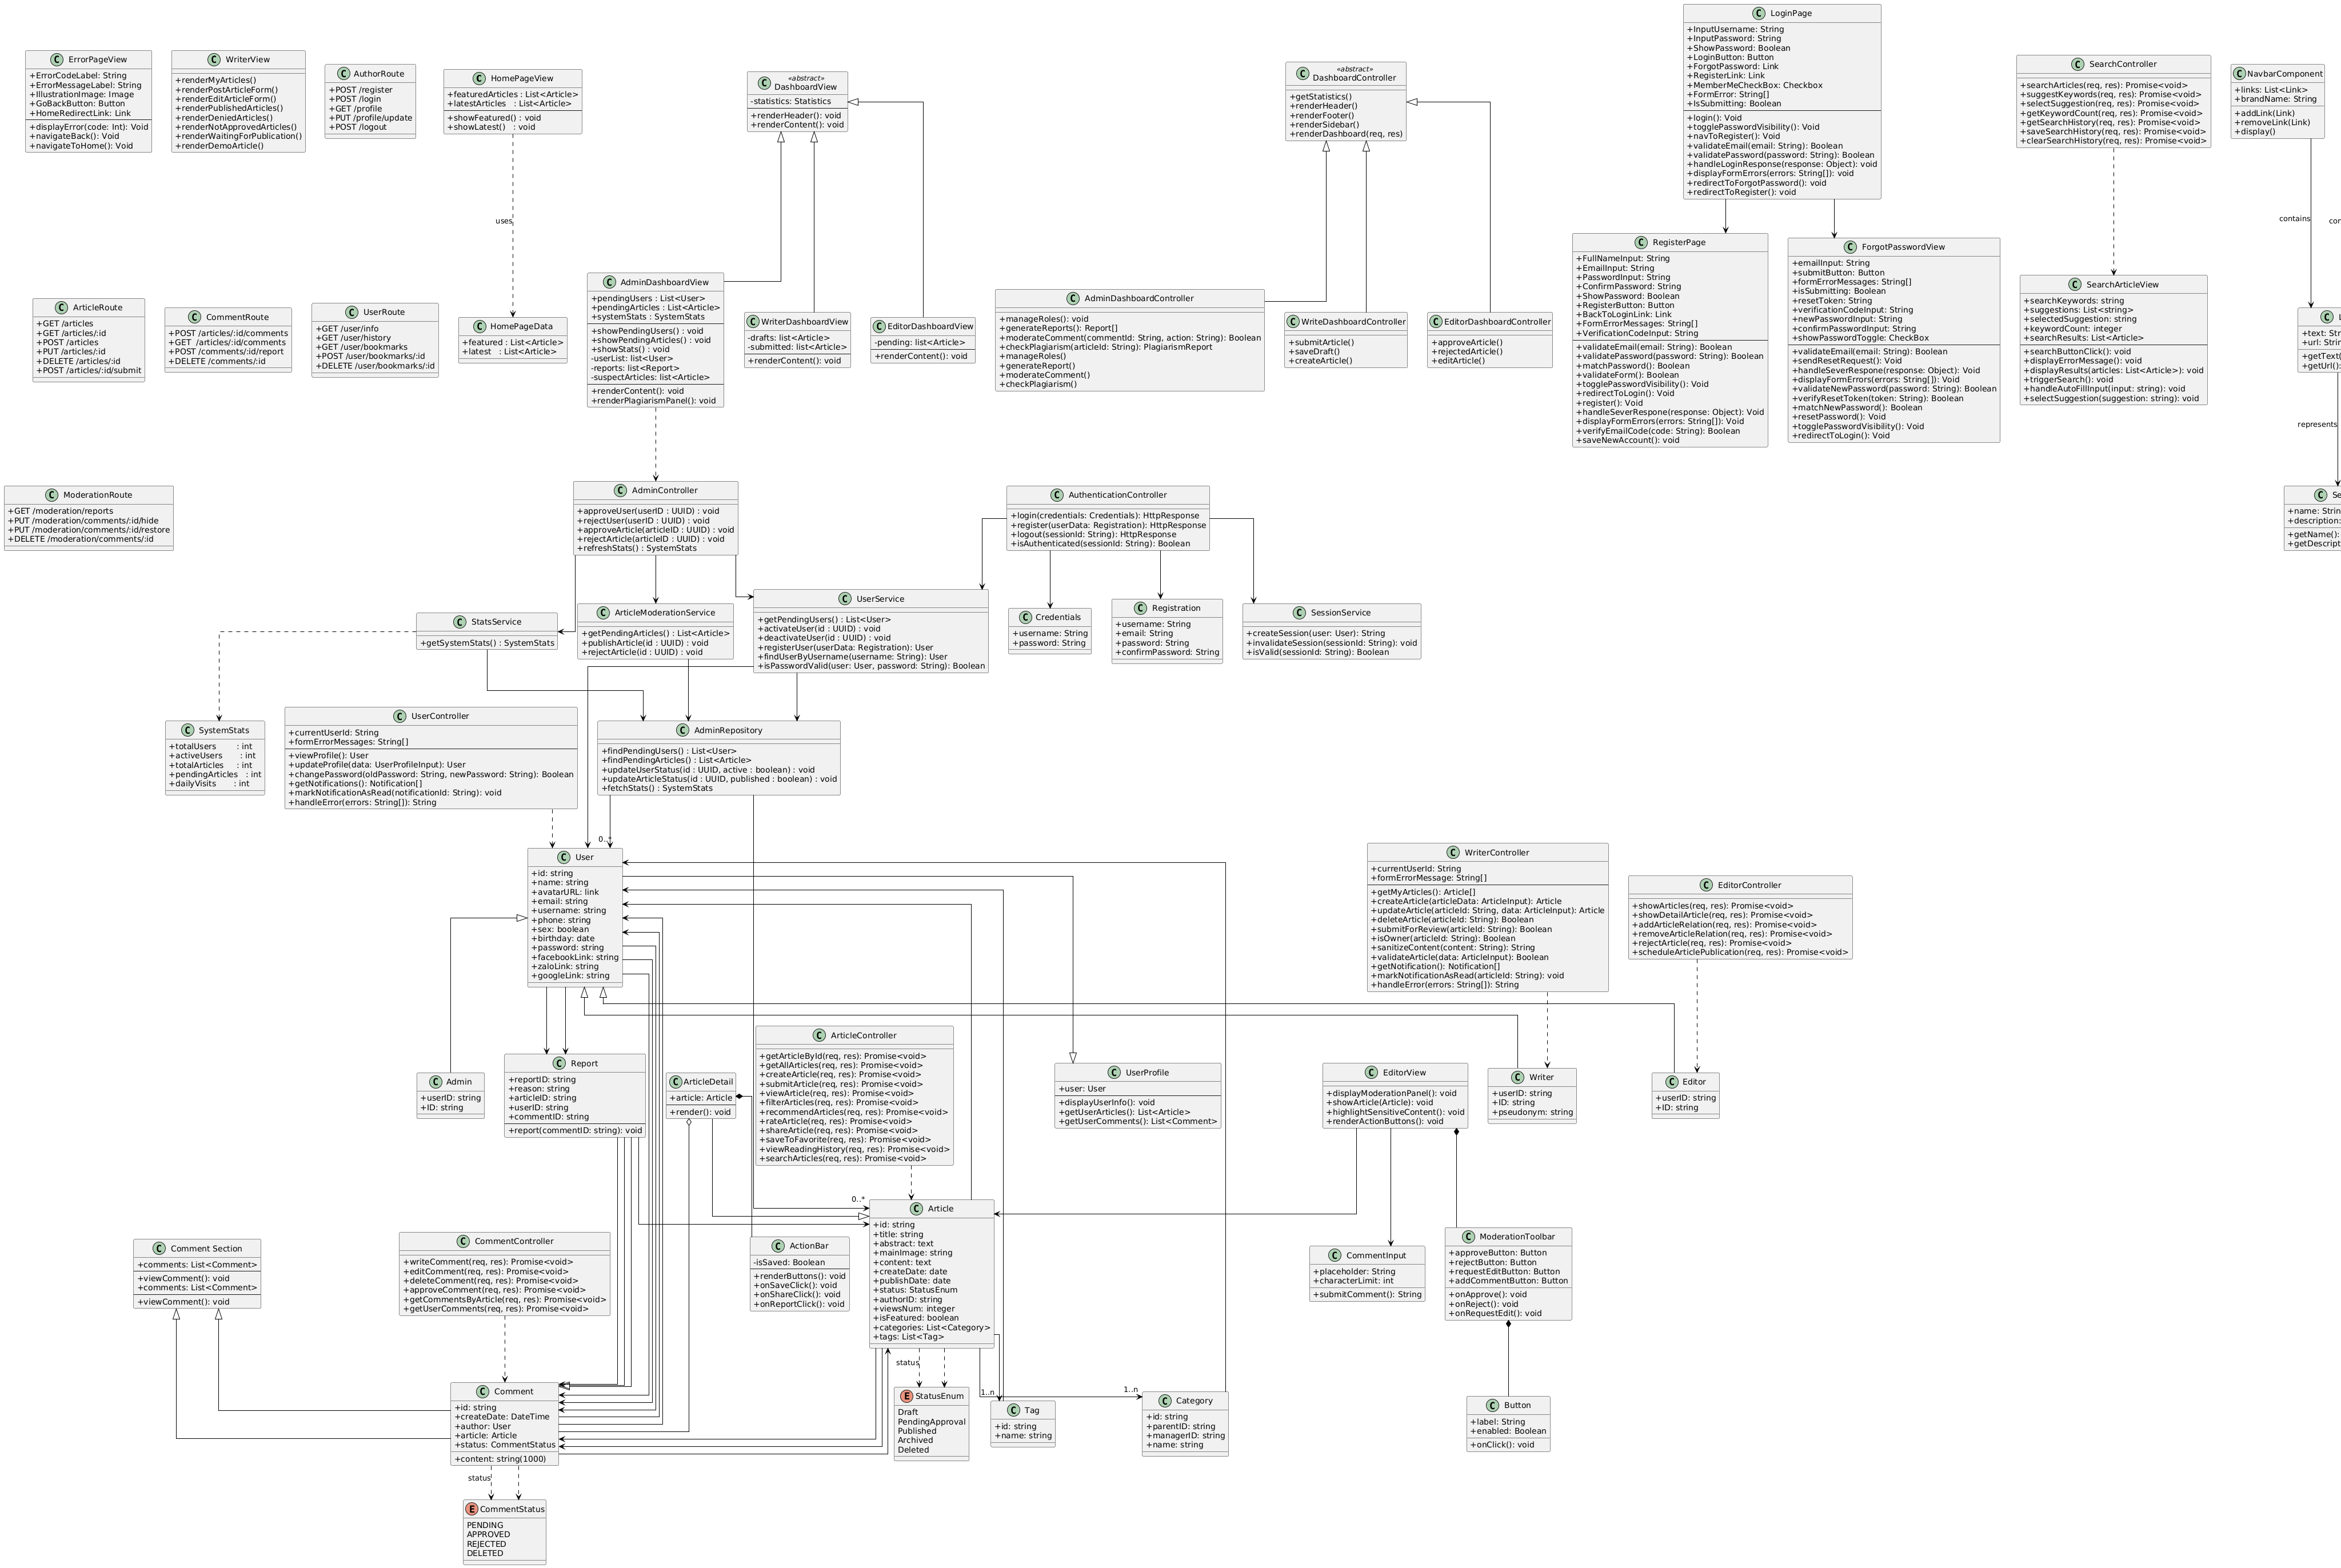 ErrorPageView
+ErrorCodeLabel: String
+ErrorMessageLabel: String
+IllustrationImage: Image
+GoBackButton: Button
+HomeRedirectLink: Link
+displayError(code: Int): Void
+navigateBack(): Void
+navigateToHome(): Void
WriterView
+renderMyArticles()
+renderPostArticleForm()
+renderEditArticleForm()
+renderPublishedArticles()
+renderDeniedArticles()
+renderNotApprovedArticles()
+renderWaitingForPublication()
+renderDemoArticle()
AuthorRoute
+POST /register
+POST /login
+GET /profile
+PUT /profile/update
+POST /logout
HomePageView
+featuredArticles : List<Article>
+latestArticles : List<Article>
+showFeatured() : void
+showLatest() : void
«abstract»
DashboardView
-statistics: Statistics
+renderHeader(): void
+renderContent(): void
«abstract»
DashboardController
+getStatistics()
+renderHeader()
+renderFooter()
+renderSidebar()
+renderDashboard(req, res)
LoginPage
+InputUsername: String
+InputPassword: String
+ShowPassword: Boolean
+LoginButton: Button
+ForgotPassword: Link
+RegisterLink: Link
+MemberMeCheckBox: Checkbox
+FormError: String[]
+IsSubmitting: Boolean
+login(): Void
+togglePasswordVisibility(): Void
+navToRegister(): Void
+validateEmail(email: String): Boolean
+validatePassword(password: String): Boolean
+handleLoginResponse(response: Object): void
+displayFormErrors(errors: String[]): void
+redirectToForgotPassword(): void
+redirectToRegister(): void
SearchController
+searchArticles(req, res): Promise<void>
+suggestKeywords(req, res): Promise<void>
+selectSuggestion(req, res): Promise<void>
+getKeywordCount(req, res): Promise<void>
+getSearchHistory(req, res): Promise<void>
+saveSearchHistory(req, res): Promise<void>
+clearSearchHistory(req, res): Promise<void>
NavbarComponent
+links: List<Link>
+brandName: String
+addLink(Link)
+removeLink(Link)
+display()
uses
contains
ArticleRoute
+GET /articles
+GET /articles/:id
+POST /articles
+PUT /articles/:id
+DELETE /articles/:id
+POST /articles/:id/submit
CommentRoute
+POST /articles/:id/comments
+GET /articles/:id/comments
+POST /comments/:id/report
+DELETE /comments/:id
UserRoute
+GET /user/info
+GET /user/history
+GET /user/bookmarks
+POST /user/bookmarks/:id
+DELETE /user/bookmarks/:id
HomePageData
+featured : List<Article>
+latest : List<Article>
AdminDashboardView
+pendingUsers : List<User>
+pendingArticles : List<Article>
+systemStats : SystemStats
+showPendingUsers() : void
+showPendingArticles() : void
+showStats() : void
-userList: list<User>
-reports: list<Report>
-suspectArticles: list<Article>
+renderContent(): void
+renderPlagiarismPanel(): void
WriterDashboardView
-drafts: list<Article>
-submitted: list<Article>
+renderContent(): void
EditorDashboardView
-pending: list<Article>
+renderContent(): void
AdminDashboardController
+manageRoles(): void
+generateReports(): Report[]
+moderateComment(commentId: String, action: String): Boolean
+checkPlagiarism(articleId: String): PlagiarismReport
+manageRoles()
+generateReport()
+moderateComment()
+checkPlagiarism()
WriteDashboardController
+submitArticle()
+saveDraft()
+createArticle()
EditorDashboardController
+approveArticle()
+rejectedArticle()
+editArticle()
RegisterPage
+FullNameInput: String
+EmailInput: String
+PasswordInput: String
+ConfirmPassword: String
+ShowPassword: Boolean
+RegisterButton: Button
+BackToLoginLink: Link
+FormErrorMessages: String[]
+VerificationCodeInput: String
+validateEmail(email: String): Boolean
+validatePassword(password: String): Boolean
+matchPassword(): Boolean
+validateForm(): Boolean
+togglePasswordVisibility(): Void
+redirectToLogin(): Void
+register(): Void
+handleSeverRespone(response: Object): Void
+displayFormErrors(errors: String[]): Void
+verifyEmailCode(code: String): Boolean
+saveNewAccount(): void
ForgotPasswordView
+emailInput: String
+submitButton: Button
+formErrorMessages: String[]
+isSubmitting: Boolean
+resetToken: String
+verificationCodeInput: String
+newPasswordInput: String
+confirmPasswordInput: String
+showPasswordToggle: CheckBox
+validateEmail(email: String): Boolean
+sendResetRequest(): Void
+handleSeverRespone(response: Object): Void
+displayFormErrors(errors: String[]): Void
+validateNewPassword(password: String): Boolean
+verifyResetToken(token: String): Boolean
+matchNewPassword(): Boolean
+resetPassword(): Void
+togglePasswordVisibility(): Void
+redirectToLogin(): Void
SearchArticleView
+searchKeywords: string
+suggestions: List<string>
+selectedSuggestion: string
+keywordCount: integer
+searchResults: List<Article>
+searchButtonClick(): void
+displayErrorMessage(): void
+displayResults(articles: List<Article>): void
+triggerSearch(): void
+handleAutoFillInput(input: string): void
+selectSuggestion(suggestion: string): void
+text:
+url:
+getText(
+getUrl():
represents
ModerationRoute
+GET /moderation/reports
+PUT /moderation/comments/:id/hide
+PUT /moderation/comments/:id/restore
+DELETE /moderation/comments/:id
AdminController
+approveUser(userID : UUID) : void
+rejectUser(userID : UUID) : void
+approveArticle(articleID : UUID) : void
+rejectArticle(articleID : UUID) : void
+refreshStats() : SystemStats
AuthenticationController
+login(credentials: Credentials): HttpResponse
+register(userData: Registration): HttpResponse
+logout(sessionId: String): HttpResponse
+isAuthenticated(sessionId: String): Boolean
+name:
+description:
+getName():
StatsService
+getSystemStats() : SystemStats
ArticleModerationService
+getPendingArticles() : List<Article>
+publishArticle(id : UUID) : void
+rejectArticle(id : UUID) : void
UserService
+getPendingUsers() : List<User>
+activateUser(id : UUID) : void
+deactivateUser(id : UUID) : void
+registerUser(userData: Registration): User
+findUserByUsername(username: String): User
+isPasswordValid(user: User, password: String): Boolean
Credentials
+username: String
+password: String
Registration
+username: String
+email: String
+password: String
+confirmPassword: String
SessionService
+createSession(user: User): String
+invalidateSession(sessionId: String): void
+isValid(sessionId: String): Boolean
SystemStats
+totalUsers : int
+activeUsers : int
+totalArticles : int
+pendingArticles : int
+dailyVisits : int
UserController
+currentUserId: String
+formErrorMessages: String[]
+viewProfile(): User
+updateProfile(data: UserProfileInput): User
+changePassword(oldPassword: String, newPassword: String): Boolean
+getNotifications(): Notification[]
+markNotificationAsRead(notificationId: String): void
+handleError(errors: String[]): String
AdminRepository
+findPendingUsers() : List<User>
+findPendingArticles() : List<Article>
+updateUserStatus(id : UUID, active : boolean) : void
+updateArticleStatus(id : UUID, published : boolean) : void
+fetchStats() : SystemStats
0..*
User
+id: string
+name: string
+avatarURL: link
+email: string
+username: string
+phone: string
+sex: boolean
+birthday: date
+password: string
+facebookLink: string
+zaloLink: string
+googleLink: string
WriterController
+currentUserId: String
+formErrorMessage: String[]
+getMyArticles(): Article[]
+createArticle(articleData: ArticleInput): Article
+updateArticle(articleId: String, data: ArticleInput): Article
+deleteArticle(articleId: String): Boolean
+submitForReview(articleId: String): Boolean
+isOwner(articleId: String): Boolean
+sanitizeContent(content: String): String
+validateArticle(data: ArticleInput): Boolean
+getNotification(): Notification[]
+markNotificationAsRead(articleId: String): void
+handleError(errors: String[]): String
EditorController
+showArticles(req, res): Promise<void>
+showDetailArticle(req, res): Promise<void>
+addArticleRelation(req, res): Promise<void>
+removeArticleRelation(req, res): Promise<void>
+rejectArticle(req, res): Promise<void>
+scheduleArticlePublication(req, res): Promise<void>
Admin
+userID: string
+ID: string
Report
+reportID: string
+reason: string
+articleID: string
+userID: string
+commentID: string
+report(commentID: string): void
ArticleDetail
+article: Article
+render(): void
ArticleController
+getArticleById(req, res): Promise<void>
+getAllArticles(req, res): Promise<void>
+createArticle(req, res): Promise<void>
+submitArticle(req, res): Promise<void>
+viewArticle(req, res): Promise<void>
+filterArticles(req, res): Promise<void>
+recommendArticles(req, res): Promise<void>
+rateArticle(req, res): Promise<void>
+shareArticle(req, res): Promise<void>
+saveToFavorite(req, res): Promise<void>
+viewReadingHistory(req, res): Promise<void>
+searchArticles(req, res): Promise<void>
UserProfile
+user: User
+displayUserInfo(): void
+getUserArticles(): List<Article>
+getUserComments(): List<Comment>
EditorView
+displayModerationPanel(): void
+showArticle(Article): void
+highlightSensitiveContent(): void
+renderActionButtons(): void
Writer
+userID: string
+ID: string
+pseudonym: string
Editor
+userID: string
+ID: string
0..*
Comment Section
+comments: List<Comment>
+viewComment(): void
+comments: List<Comment>
+viewComment(): void
CommentController
+writeComment(req, res): Promise<void>
+editComment(req, res): Promise<void>
+deleteComment(req, res): Promise<void>
+approveComment(req, res): Promise<void>
+getCommentsByArticle(req, res): Promise<void>
+getUserComments(req, res): Promise<void>
ActionBar
-isSaved: Boolean
+renderButtons(): void
+onSaveClick(): void
+onShareClick(): void
+onReportClick(): void
Article
+id: string
+title: string
+abstract: text
+mainImage: string
+content: text
+createDate: date
+publishDate: date
+status: StatusEnum
+authorID: string
+viewsNum: integer
+isFeatured: boolean
+categories: List<Category>
+tags: List<Tag>
CommentInput
+placeholder: String
+characterLimit: int
+submitComment(): String
ModerationToolbar
+approveButton: Button
+rejectButton: Button
+requestEditButton: Button
+addCommentButton: Button
+onApprove(): void
+onReject(): void
+onRequestEdit(): void
status
1..n
1..n
Comment
+id: string
+createDate: DateTime
+author: User
+article: Article
+status: CommentStatus
+content: string(1000)
StatusEnum
Draft
PendingApproval
Published
Archived
Deleted
Tag
+id: string
+name: string
Category
+id: string
+parentID: string
+managerID: string
+name: string
Button
+label: String
+enabled: Boolean
+onClick(): void
status
CommentStatus
PENDING
APPROVED
REJECTED
DELETED